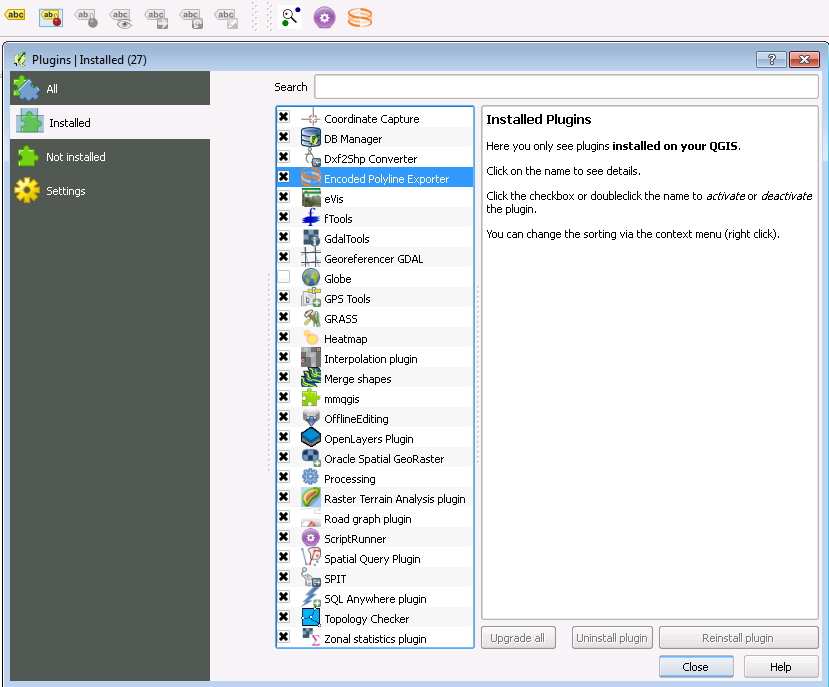 abc abc abc abc abc abc abc
Plugins | Installed (27)
?
All
Installed
Not installed
Settings
Search
Coordinate Capture
DB Manager
Dxf2Shp Converter
Encoded Polyline Exporter
eVis
fTools
GdalTools
Georeferencer GDAL
Globe
GPS Tools
GRASS
Heatmap
Interpolation plugin
Merge shapes
mmqgis
OfflineEditing
OpenLayers Plugin
Oracle Spatial GeoRaster
Processing
Raster Terrain Analysis plugin
Road graph plugin
ScriptRunner
Spatial Query Plugin
SPIT
SQL Anywhere plugin
Topology Checker
Zonal statistics plugin
Installed Plugins
Here you only see plugins installed on your QGIS.
Click on the name to see details.
Click the checkbox or doubleclick the name to activate or deactivate
the plugin.
You can change the sorting via the context menu (right click).
Upgrade all
Uninstall plugin
Reinstall plugin
Close
Help